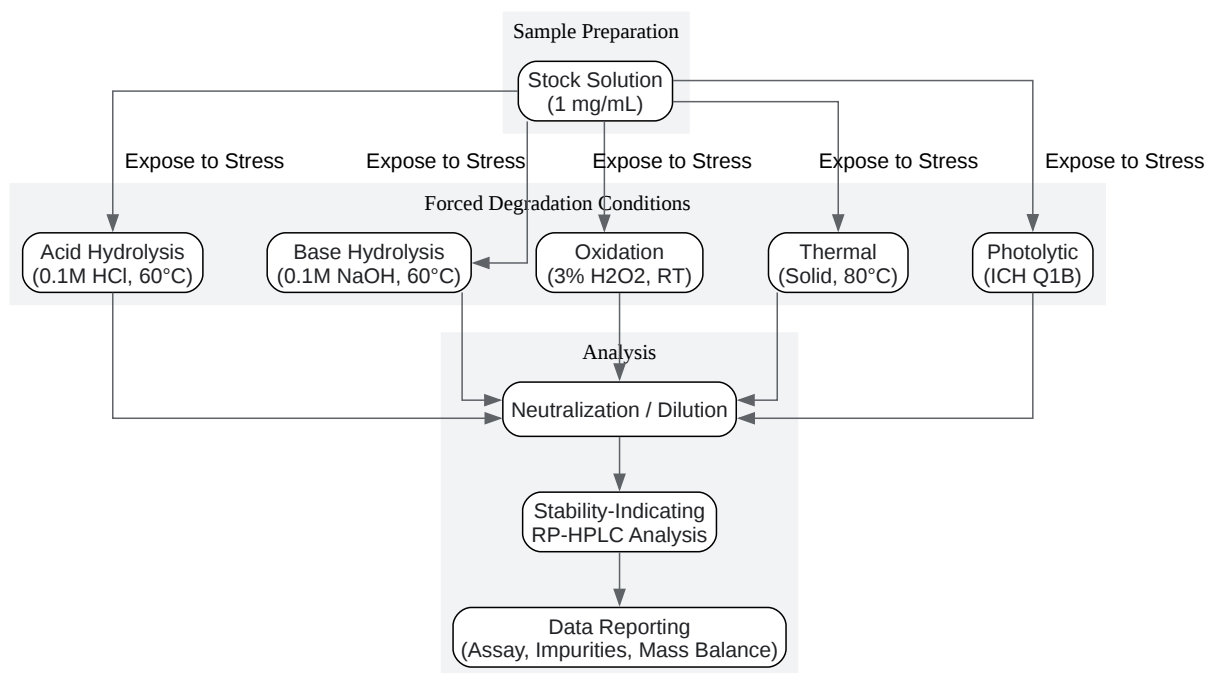 Sample Preparation
Stock Solution
(1 mg/mL)
Expose to Stress
Expose to Stress
Expose to Stress
Expose to Stress
Expose to Stress
Forced Degradation Conditions
Acid Hydrolysis
(0.1M HCl, 60°C)
Base Hydrolysis
(0.1M NaOH, 60°C)
Oxidation
(3% H2O2, RT)
Thermal
(Solid, 80°C)
Photolytic
(ICH Q1B)
Analysis
Neutralization / Dilution
Stability-Indicating
RP-HPLC Analysis
Data Reporting
(Assay, Impurities, Mass Balance)